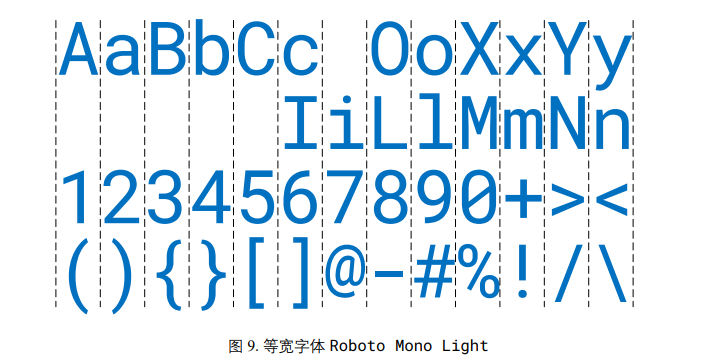 AaBbCc OoXxYy
IiLlMmNn
1234567890+><
(){}[]@-#%!/\
图 9. 等宽字体 Roboto Mono Light